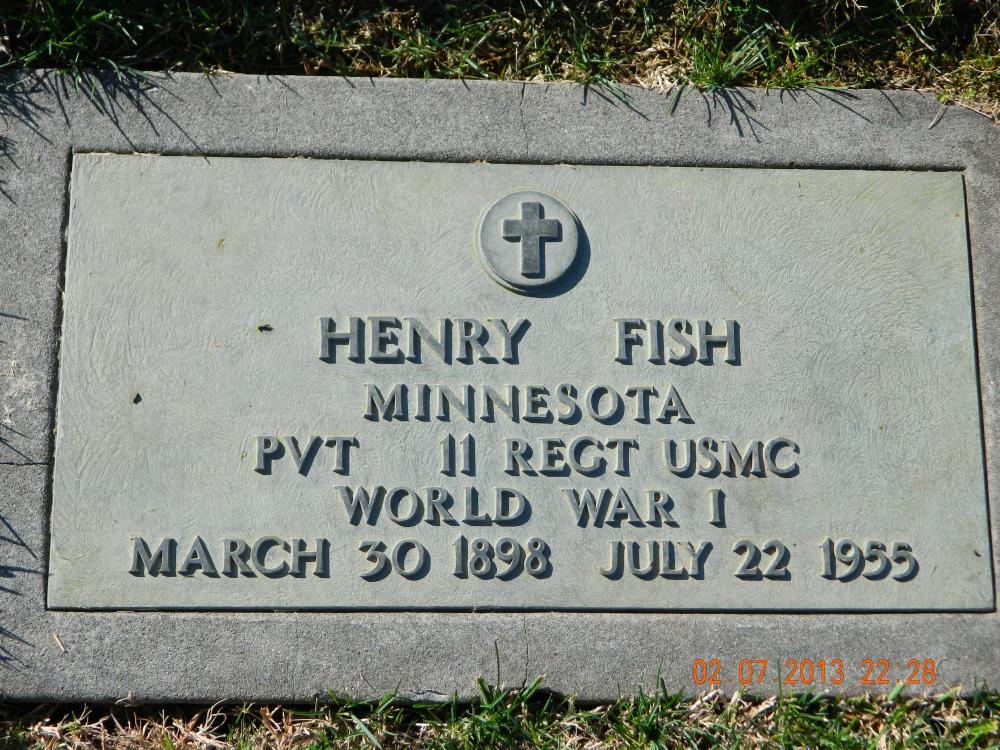 HENRY FISH
MINNESOTA
PVT 11 REGT USMC
WORLD WAR I
MARCH 30 1898 JULY 22 1955
02 07 2013 22:28